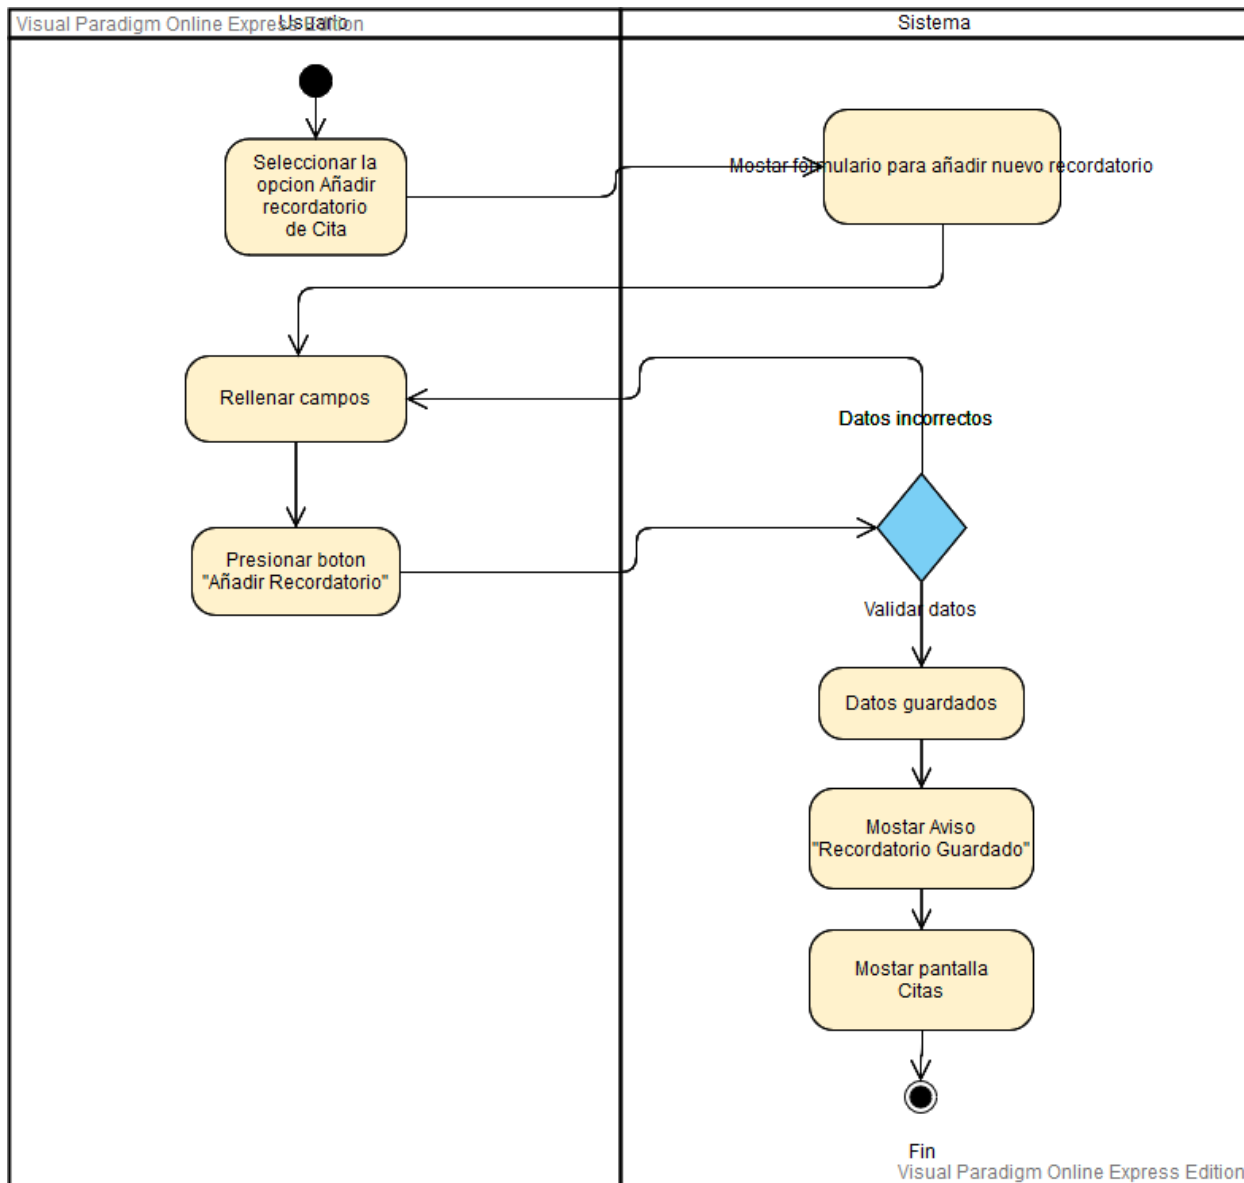 Visual Paradigm Online Express Edition
Usuario
Sistema
Seleccionar la
opcion Añadir
recordatorio
de Cita
Mostar formulario para añadir nuevo recordatorio
Rellenar campos
Datos incorrectos
Presionar boton
"Añadir Recordatorio"
Validar datos
Datos guardados
Mostar Aviso
"Recordatorio Guardado"
Mostar pantalla
Citas
Fin
Visual Paradigm Online Express Edition